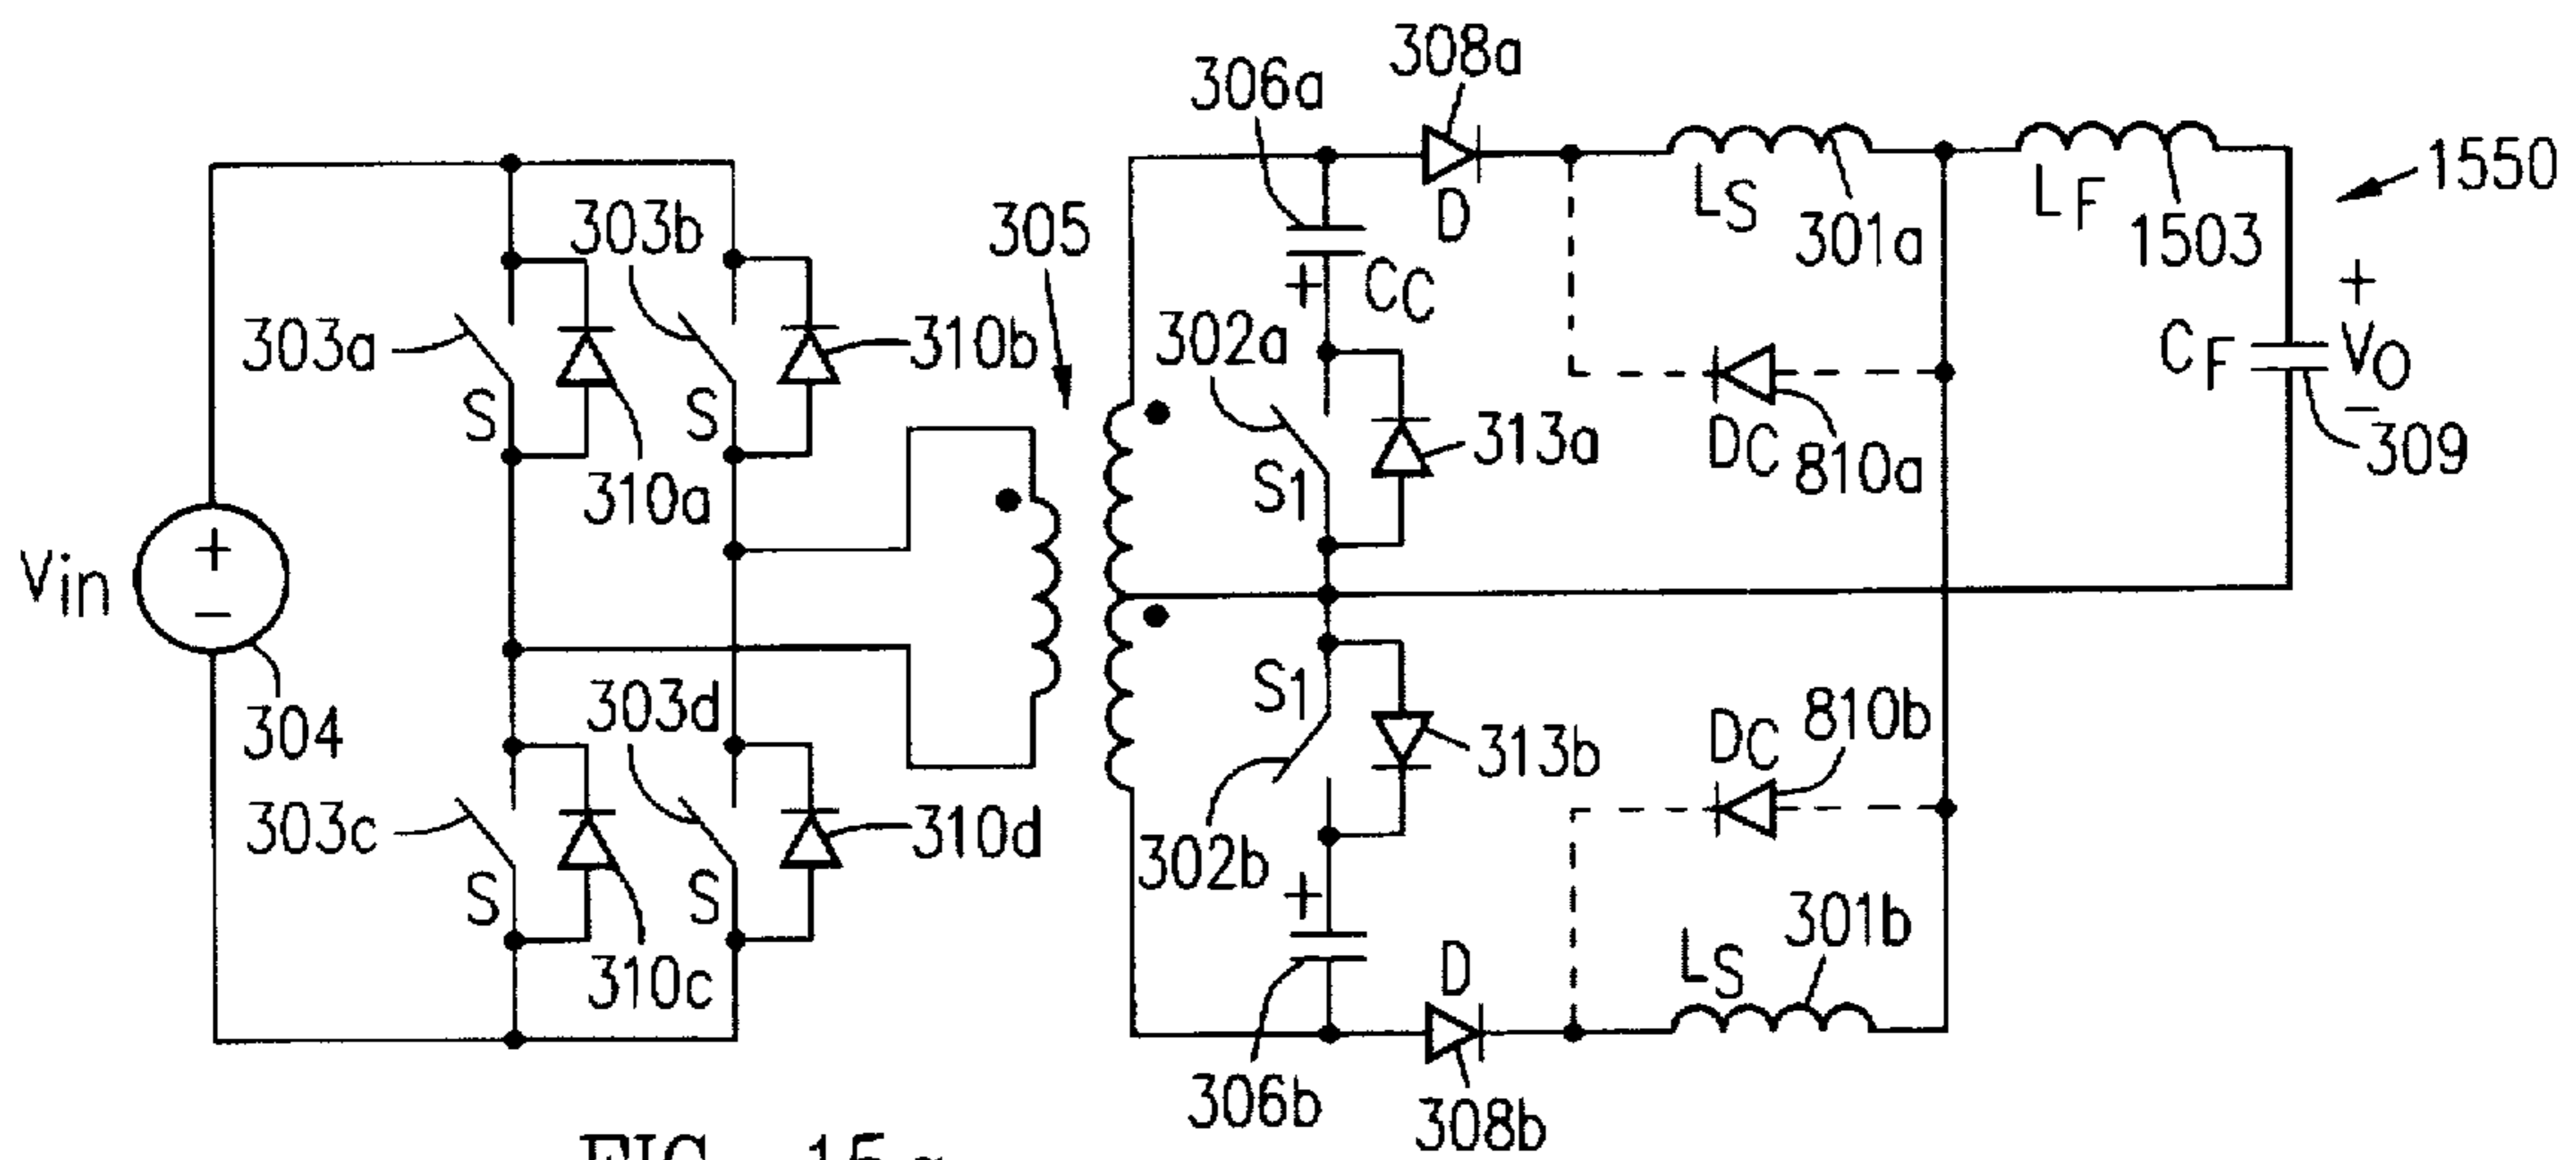 308a
306a
D
LS
301a
LF
1503
1550
303b
305
+ CC
+
VO
−
CF
309
303a
S
S
310b
302a
S1
313a
DC
810a
310a
Vin
+
−
304
303d
S1
302b
313b
DC
810b
303c
S
S
310d
+
310c
D
LS
301b
306b
308b